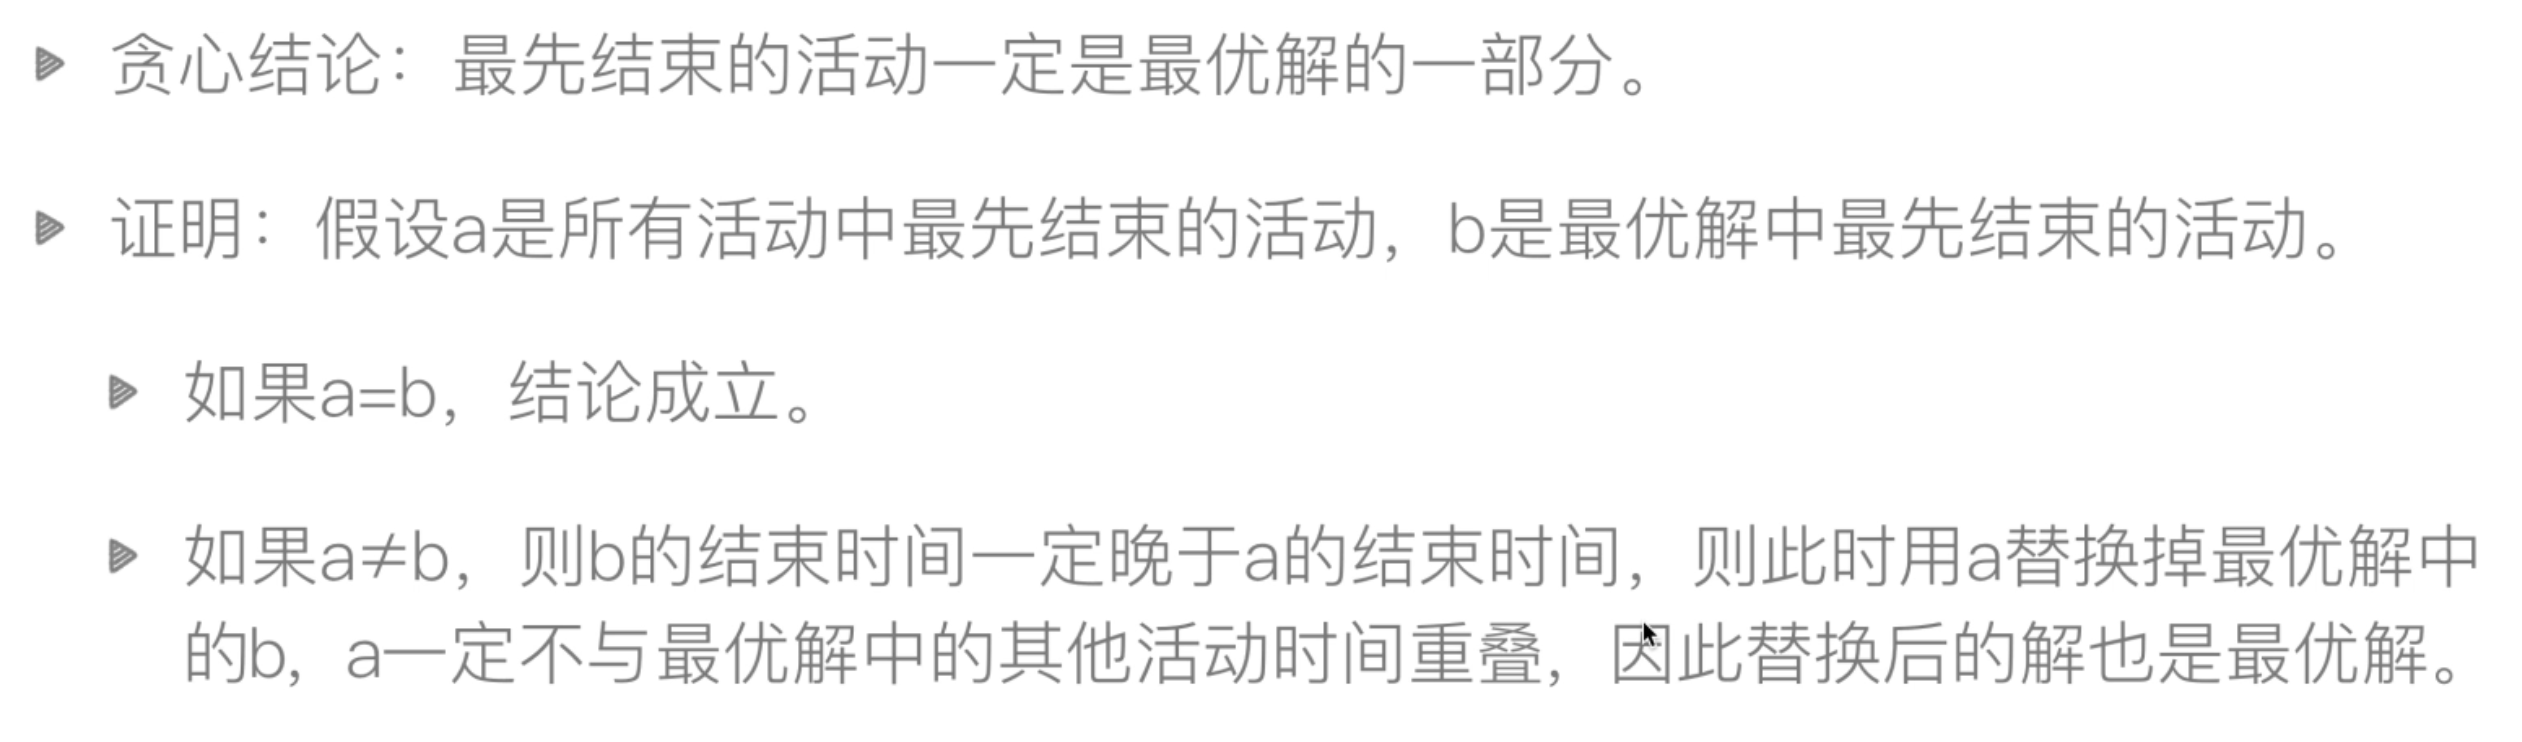 贪心结论：最先结束的活动一定是最优解的一部分。
证明：假设a是所有活动中最先结束的活动，b是最优解中最先结束的活动。
如果a=b，结论成立。
如果a≠b，则b的结束时间一定晚于a的结束时间，则此时用a替换掉最优解中
的b，a一定不与最优解中的其他活动时间重叠，因此替换后的解也是最优解。